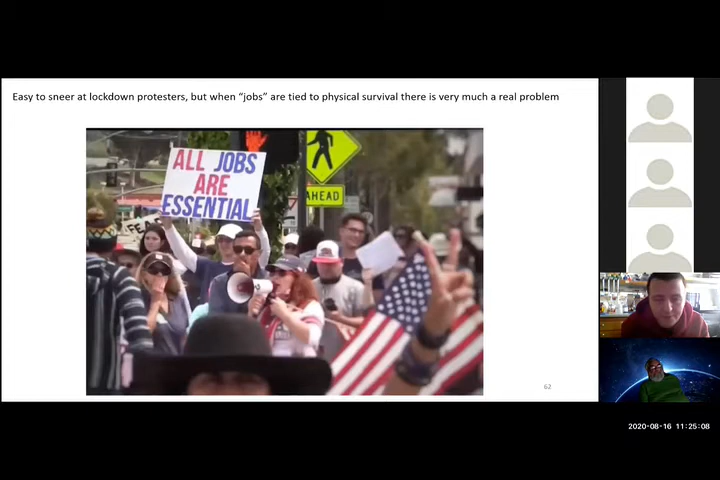 Easy to sneer at lockdown protesters, but when “jobs” are tied to physical survival there is very much a real problem
ALL JOBS
ARE
ESSENTIAL
AHEAD
FEAR
62
2020-08-16 11:25:08